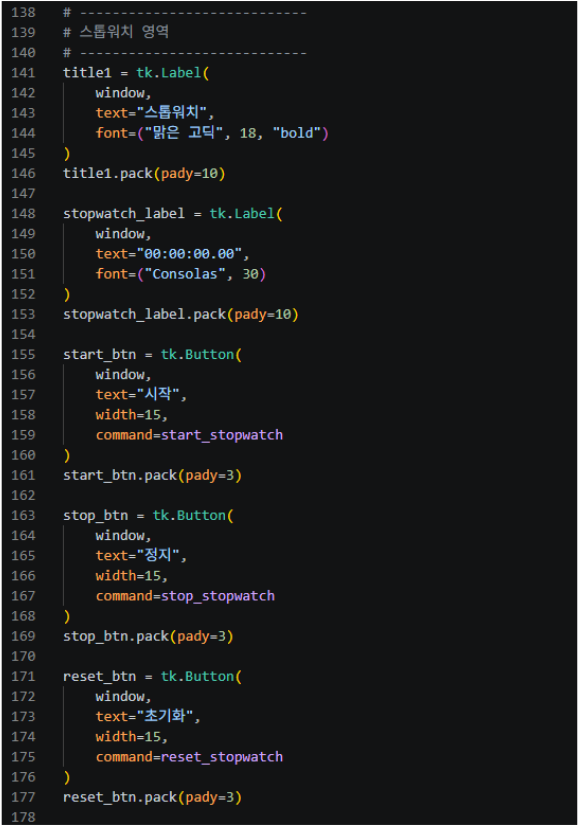 138 # ----------------------------
139 # 스톱워치 영역
140 # ----------------------------
141 title1 = tk.Label(
142     window,
143     text="스톱워치",
144     font=("맑은 고딕", 18, "bold")
145 )
146 title1.pack(pady=10)
147
148 stopwatch_label = tk.Label(
149     window,
150     text="00:00:00.00",
151     font=("Consolas", 30)
152 )
153 stopwatch_label.pack(pady=10)
154
155 start_btn = tk.Button(
156     window,
157     text="시작",
158     width=15,
159     command=start_stopwatch
160 )
161 start_btn.pack(pady=3)
162
163 stop_btn = tk.Button(
164     window,
165     text="정지",
166     width=15,
167     command=stop_stopwatch
168 )
169 stop_btn.pack(pady=3)
170
171 reset_btn = tk.Button(
172     window,
173     text="초기화",
174     width=15,
175     command=reset_stopwatch
176 )
177 reset_btn.pack(pady=3)
178